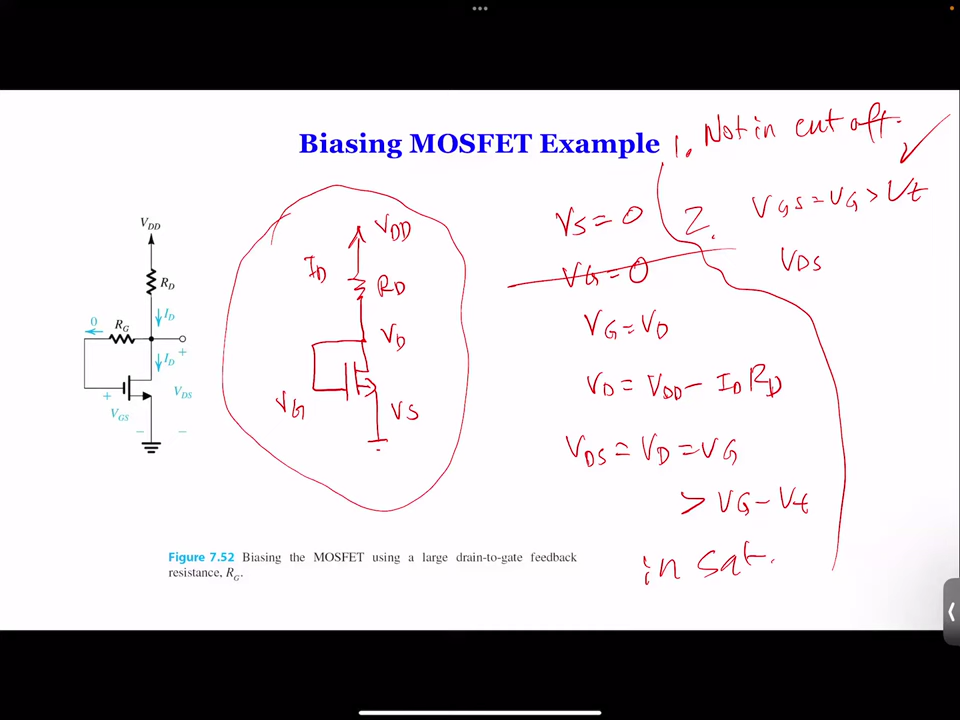 Biasing MOSFET Example
1. Not in cut off.
2. VGS = VG > Vt
VDS
VDD
RD
ID
0
RG
ID
+
+
VDS
VGS
−
−
VDD
ID
RD
VD
VG
VS
VS = 0
VG = 0
VG = VD
VD = VDD − IDRD
VDS = VD = VG
> VG − Vt
in sat.
Figure 7.52 Biasing the MOSFET using a large drain-to-gate feedback
resistance, RG.